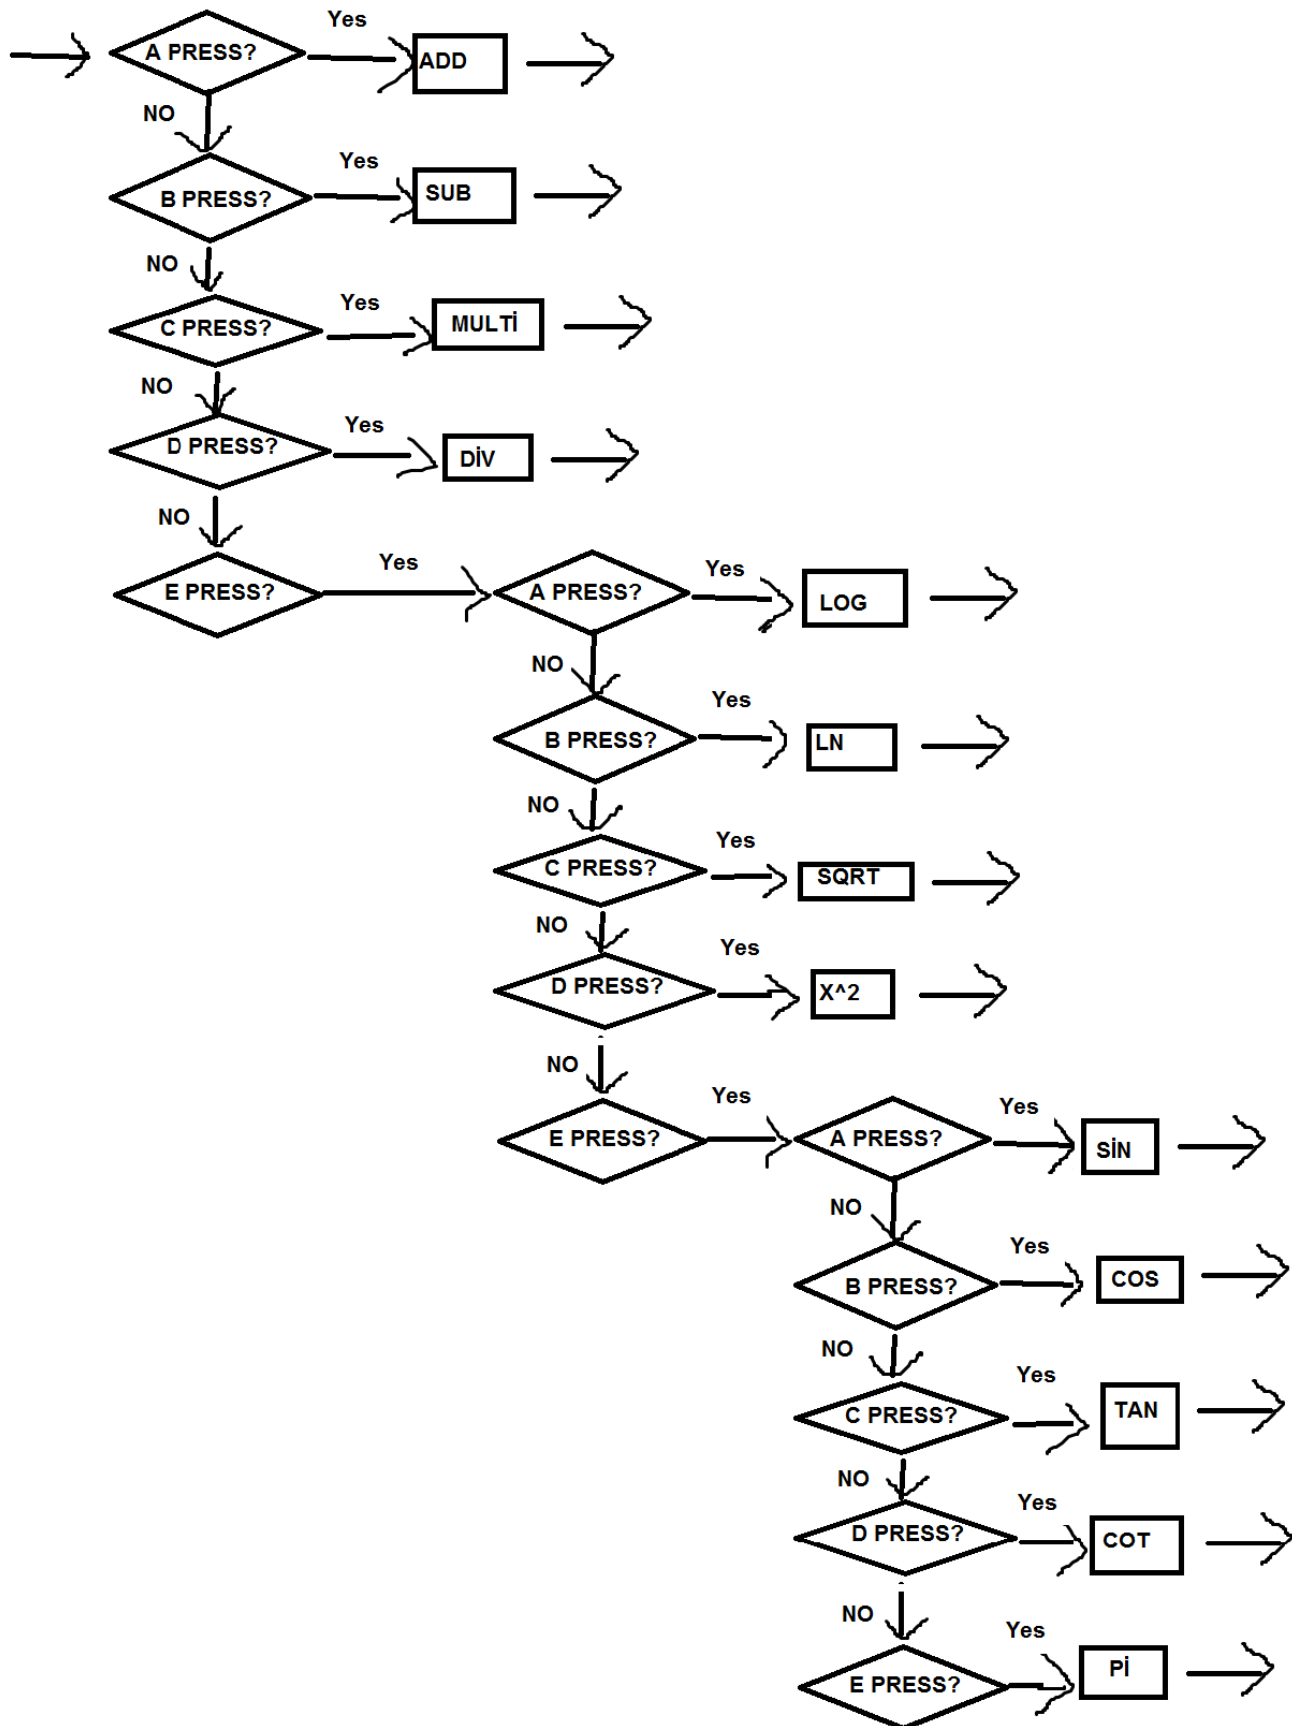 Yes
A PRESS?
ADD
NO
Yes
B PRESS?
SUB
NO
Yes
C PRESS?
MULTİ
NO
Yes
D PRESS?
DİV
NO
Yes
E PRESS?
A PRESS?
Yes
LOG
NO
Yes
B PRESS?
LN
NO
Yes
C PRESS?
SQRT
NO
Yes
D PRESS?
X^2
NO
Yes
E PRESS?
A PRESS?
Yes
SİN
NO
Yes
B PRESS?
COS
NO
Yes
C PRESS?
TAN
NO
Yes
D PRESS?
COT
NO
Yes
E PRESS?
Pİ